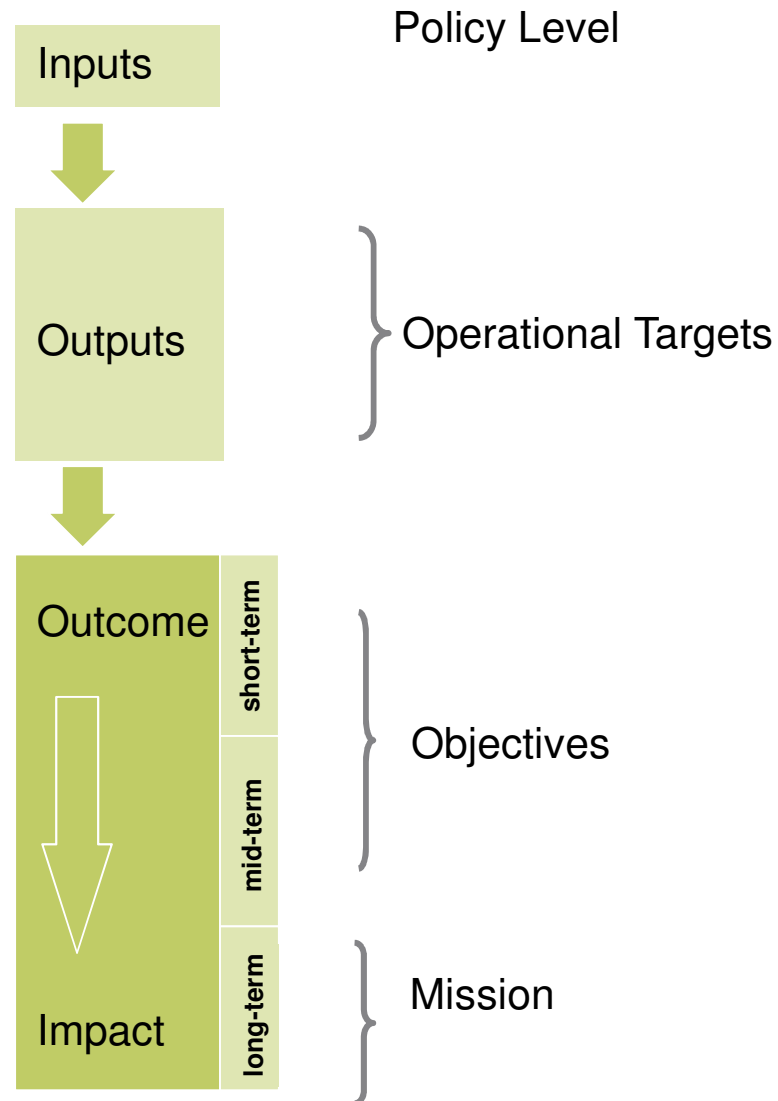 Policy Level
Inputs
Outputs
Operational Targets
Outcome
short-term
Objectives
mid-term
Mission
Impact
long-term